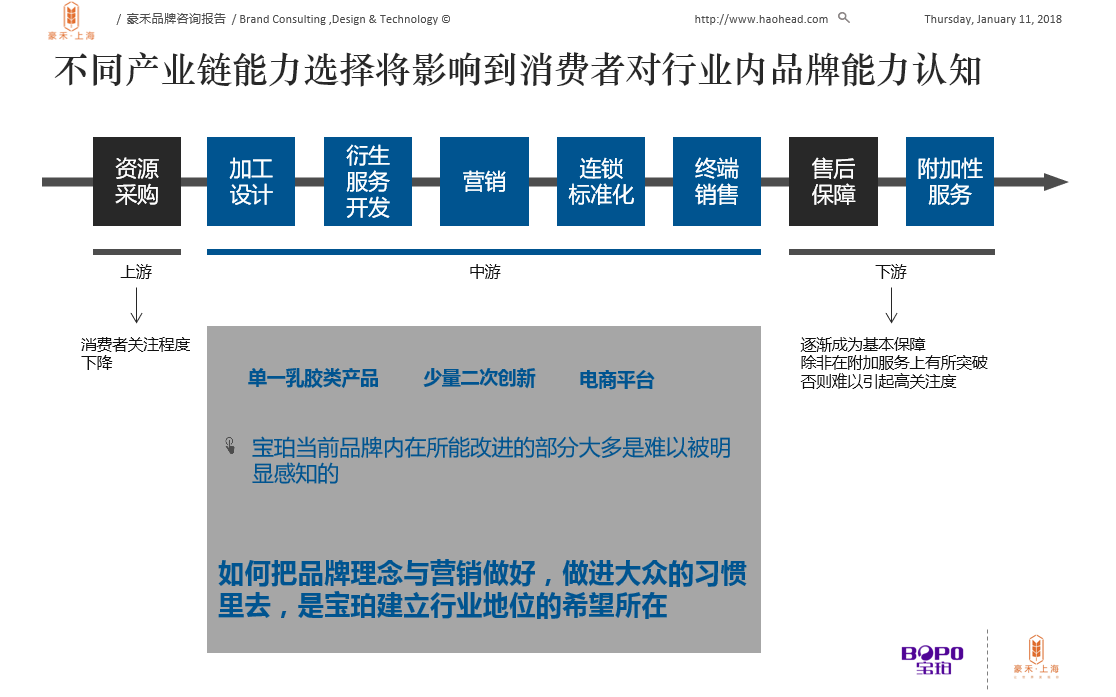 / 豪禾品牌咨询报告 / Brand Consulting ,Design & Technology ©
http://www.haohead.com
Thursday, January 11, 2018
豪禾·上海
不同产业链能力选择将影响到消费者对行业内品牌能力认知
资源
采购
加工
设计
衍生
服务
开发
营销
连锁
标准化
终端
销售
售后
保障
附加性
服务
上游
中游
下游
消费者关注程度
下降
逐渐成为基本保障
除非在附加服务上有所突破
否则难以引起高关注度
单一乳胶类产品
少量二次创新
电商平台
宝珀当前品牌内在所能改进的部分大多是难以被明
显感知的
如何把品牌理念与营销做好，做进大众的习惯
里去，是宝珀建立行业地位的希望所在
BOPO
宝珀
豪禾·上海